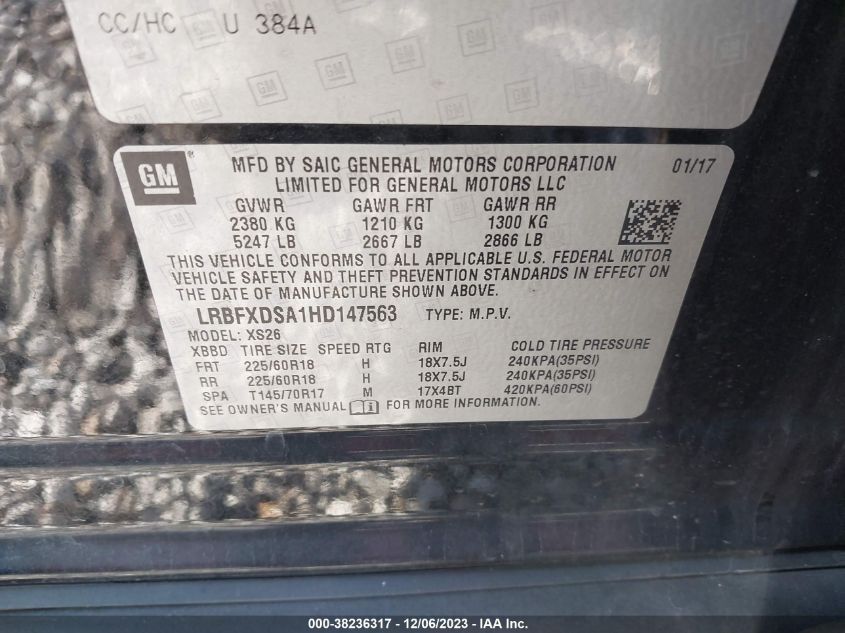 CC/HC U 384A
GM
MFD BY SAIC GENERAL MOTORS CORPORATION 01/17
LIMITED FOR GENERAL MOTORS LLC
GVWR GAWR FRT GAWR RR
2380 KG 1210 KG 1300 KG
5247 LB 2667 LB 2866 LB
THIS VEHICLE CONFORMS TO ALL APPLICABLE U.S. FEDERAL MOTOR
VEHICLE SAFETY AND THEFT PREVENTION STANDARDS IN EFFECT ON
THE DATE OF MANUFACTURE SHOWN ABOVE.
LRBFXDSA1HD147563 TYPE: M.P.V.
MODEL: XS26
XBBD TIRE SIZE SPEED RTG RIM COLD TIRE PRESSURE
FRT 225/60R18 H 18X7.5J 240KPA(35PSI)
RR 225/60R18 H 18X7.5J 240KPA(35PSI)
SPA T145/70R17 M 17X4BT 420KPA(60PSI)
SEE OWNER'S MANUAL FOR MORE INFORMATION.
000-38236317 - 12/06/2023 - IAA Inc.